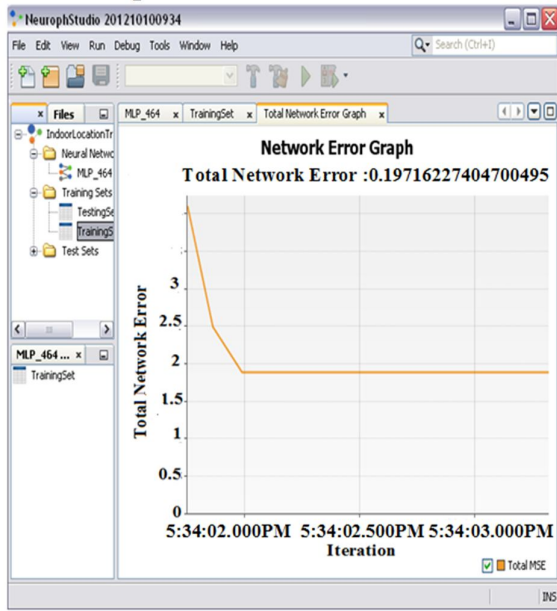 NeurophStudio 201210100934
File Edit View Run Debug Tools Window Help
Search (Ctrl+I)
x Files
MLP_464 x TrainingSet x Total Network Error Graph x
IndoorLocationTr
Neural Netwo
MLP_464
Training Sets
TestingSe
TrainingS
Test Sets
MLP_464 ... x
TrainingSet
Network Error Graph
Total Network Error :0.19716227404700495
Total Network Error
3
2.5
2
1.5
1
0.5
0
5:34:02.000PM 5:34:02.500PM 5:34:03.000PM
Iteration
Total MSE
INS